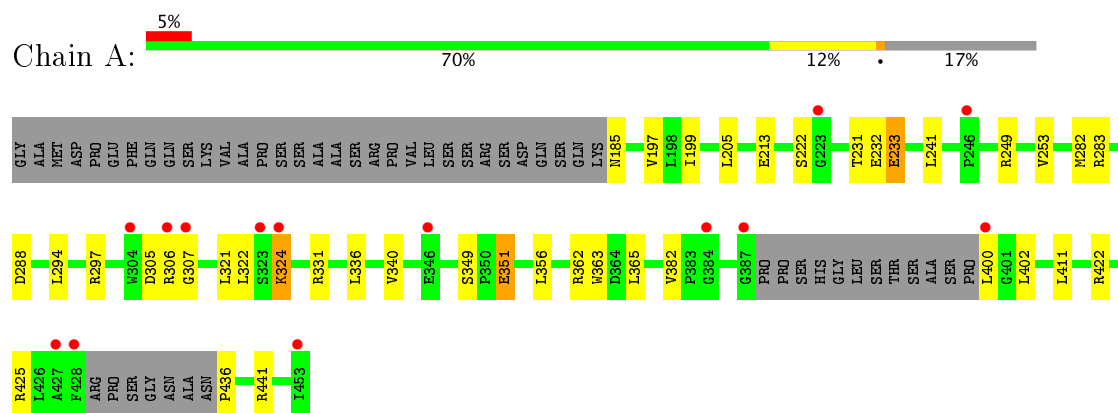 5%
Chain A:
70% 12% • 17%
GLY ALA MET ASP PRO GLU PHE GLN GLN SER LYS VAL ALA PRO SER SER ALA ALA SER ARG PRO VAL LEU SER SER ARG SER ASP GLN SER GLN LYS N185 V197 L198 I199 L205 E213 S222 G223 T231 E232 E233 L241 P246 R249 V253 M282 R283
D288 L294 R297 W304 D305 R306 G307 L321 L322 S323 K324 R331 L336 V340 E346 S349 P350 E351 L356 R362 W363 D364 L365 V382 P383 G384 G387 PRO PRO SER HIS GLY LEU SER THR SER ALA SER PRO L400 G401 L402 L411 R422
R425 L426 A427 F428 ARG PRO SER GLY ASN ALA ASN P436 R441 I453